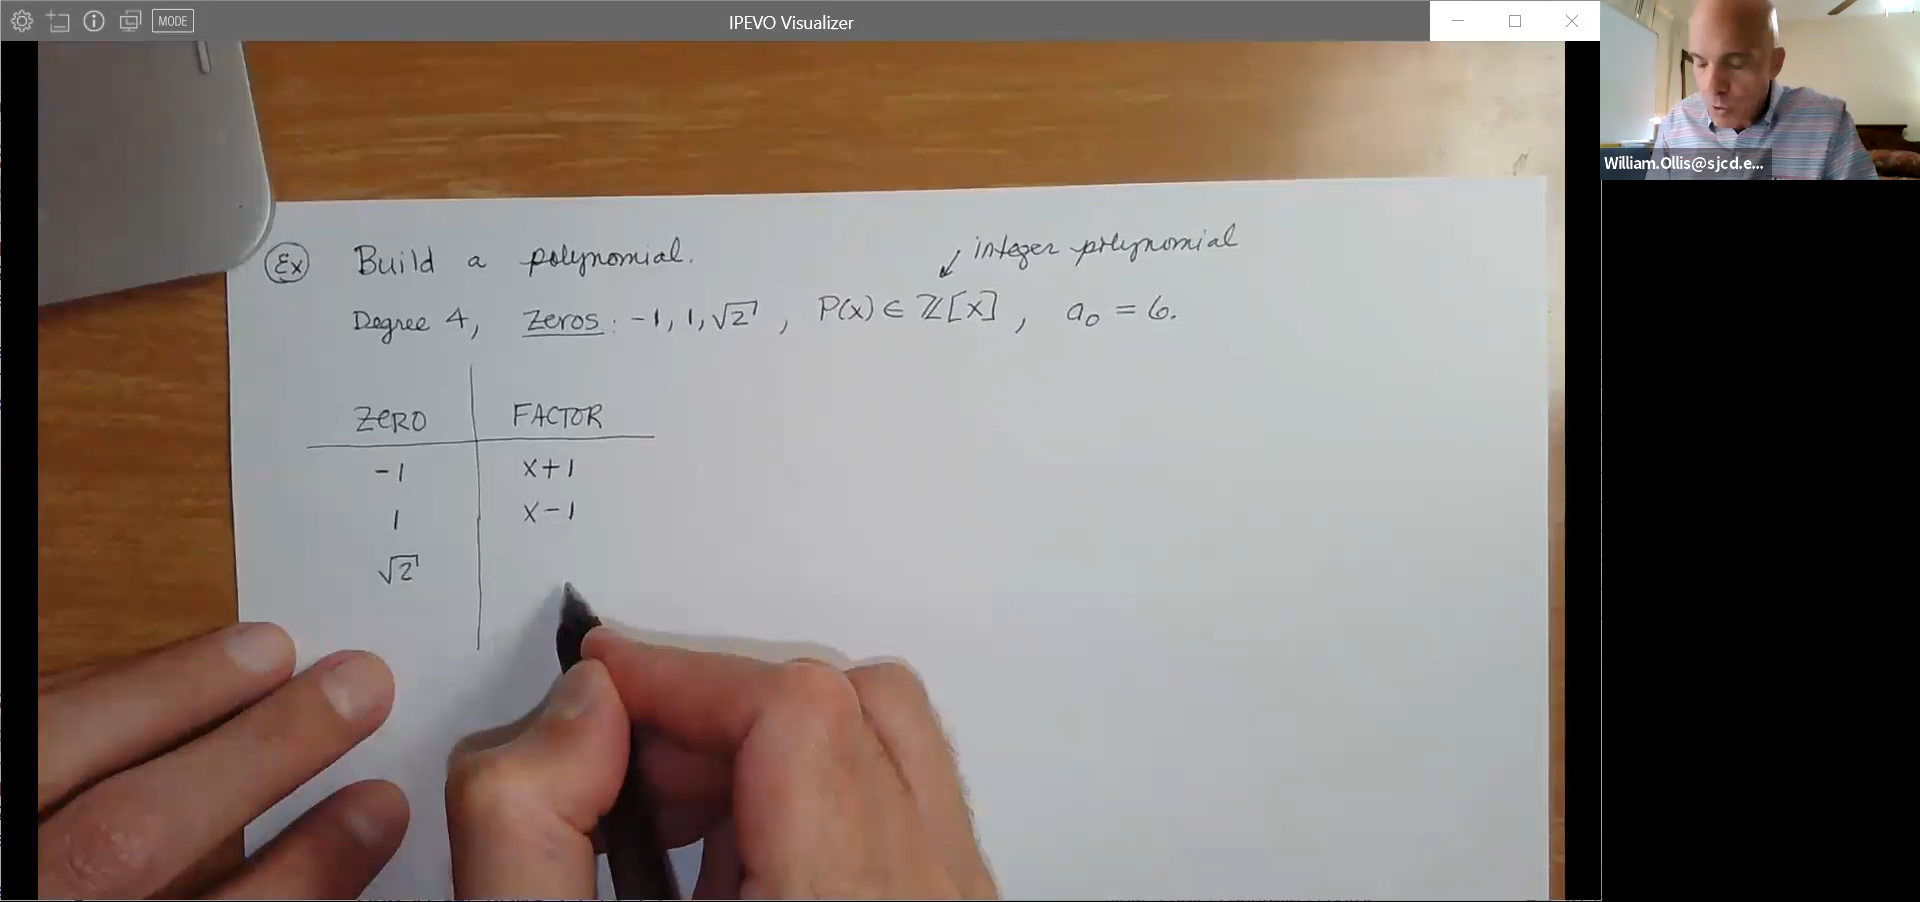 MODE
IPEVO Visualizer
William.Ollis@sjcd.e...
Ex Build a polynomial.
↙ integer polynomial
Degree 4, Zeros: -1, 1, √2, P(x) ∈ ℤ[x], a₀ = 6.
ZERO FACTOR
-1 x+1
1 x-1
√2